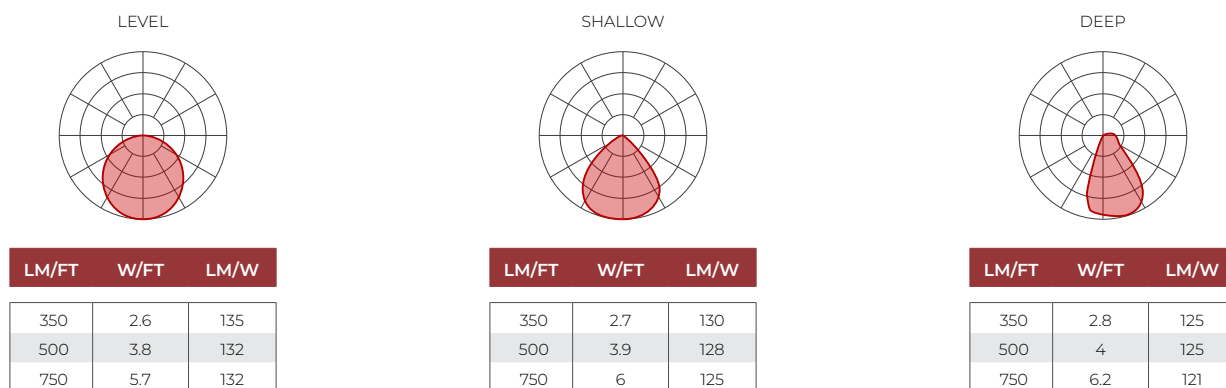 LEVEL
LM/FT W/FT LM/W
350 2.6 135
500 3.8 132
750 5.7 132
SHALLOW
LM/FT W/FT LM/W
350 2.7 130
500 3.9 128
750 6 125
DEEP
LM/FT W/FT LM/W
350 2.8 125
500 4 125
750 6.2 121